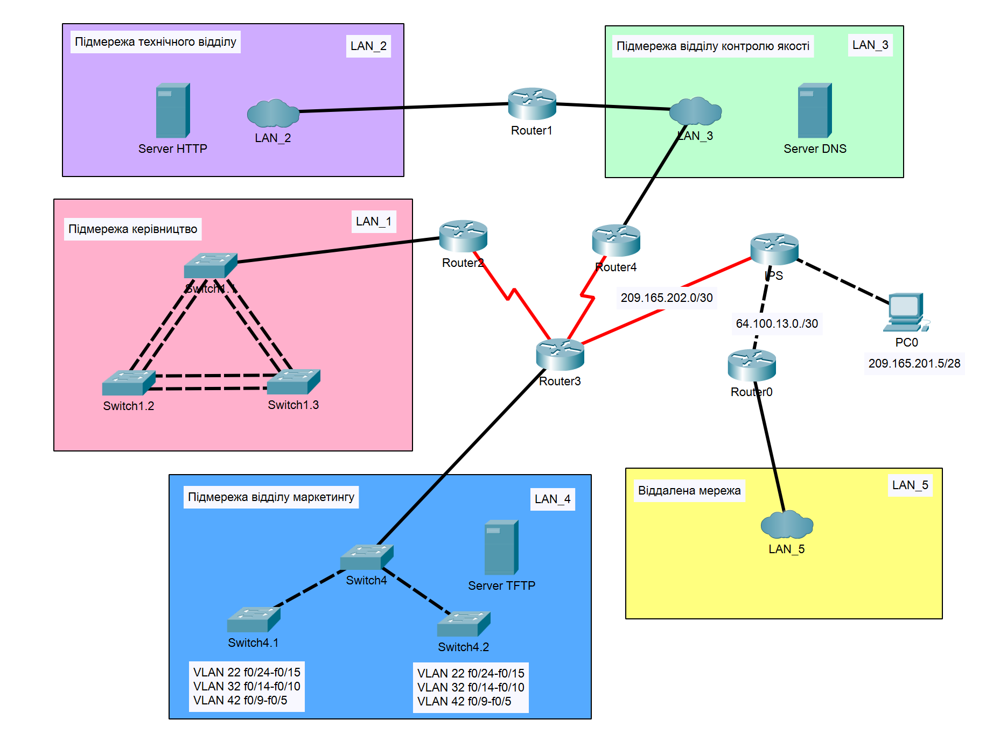 Підмережа технічного відділу
LAN_2
Server HTTP
LAN_2
Router1
Підмережа відділу контролю якості
LAN_3
LAN_3
Server DNS
Підмережа керівництво
LAN_1
Switch1.1
Switch1.2
Switch1.3
Router2
Router4
IPS
209.165.202.0/30
64.100.13.0./30
PC0
209.165.201.5/28
Router3
Router0
Підмережа відділу маркетингу
LAN_4
Server TFTP
Switch4
Switch4.1
Switch4.2
VLAN 22 f0/24-f0/15
VLAN 32 f0/14-f0/10
VLAN 42 f0/9-f0/5
VLAN 22 f0/24-f0/15
VLAN 32 f0/14-f0/10
VLAN 42 f0/9-f0/5
Віддалена мережа
LAN_5
LAN_5